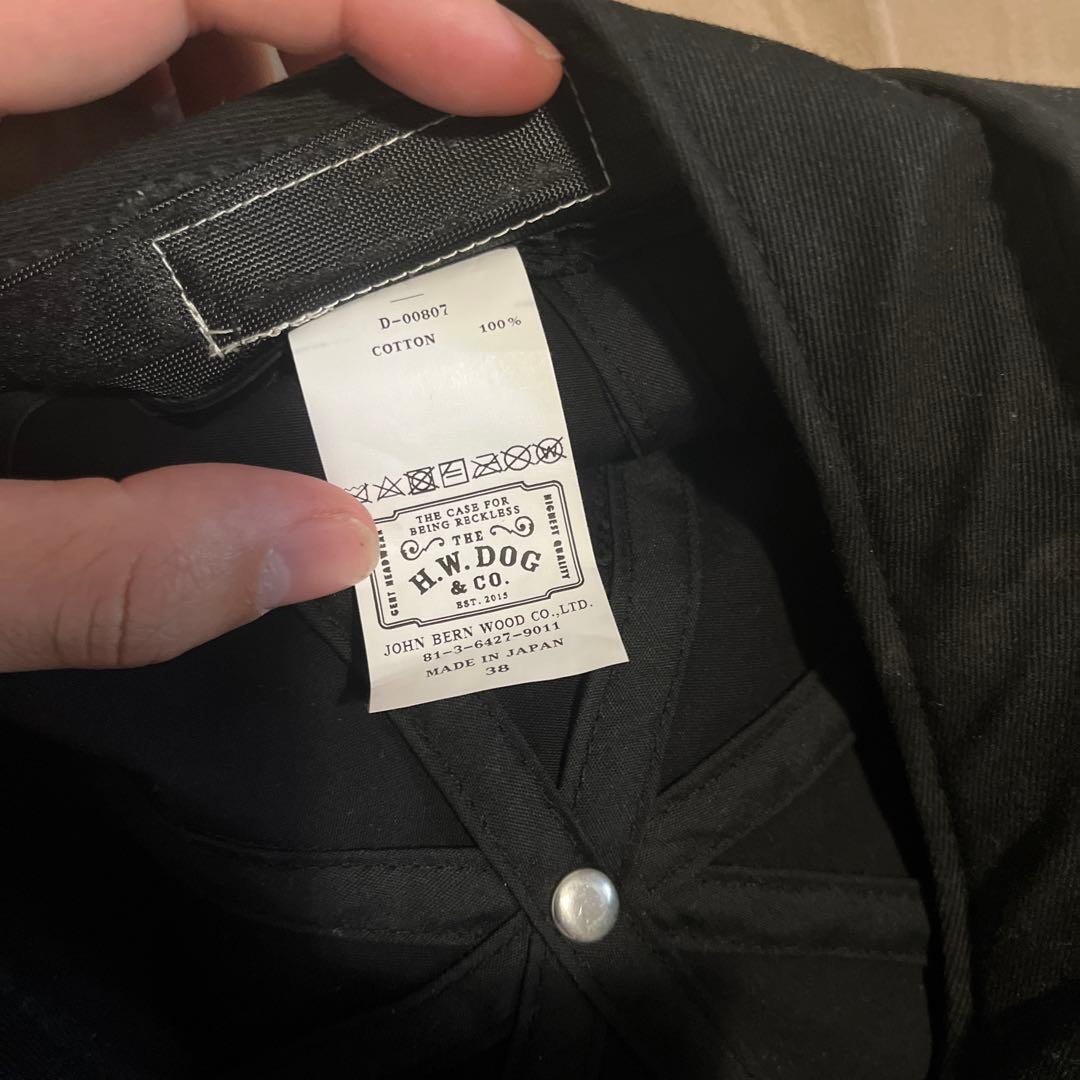 D-00807
COTTON 100%
THE CASE FOR
BEING RECKLESS
THE
H.W.DOG
& CO.
EST. 2015
GENT HEADWEAR
HIGHEST QUALITY
JOHN BERN WOOD CO.,LTD.
81-3-6427-9011
MADE IN JAPAN
38